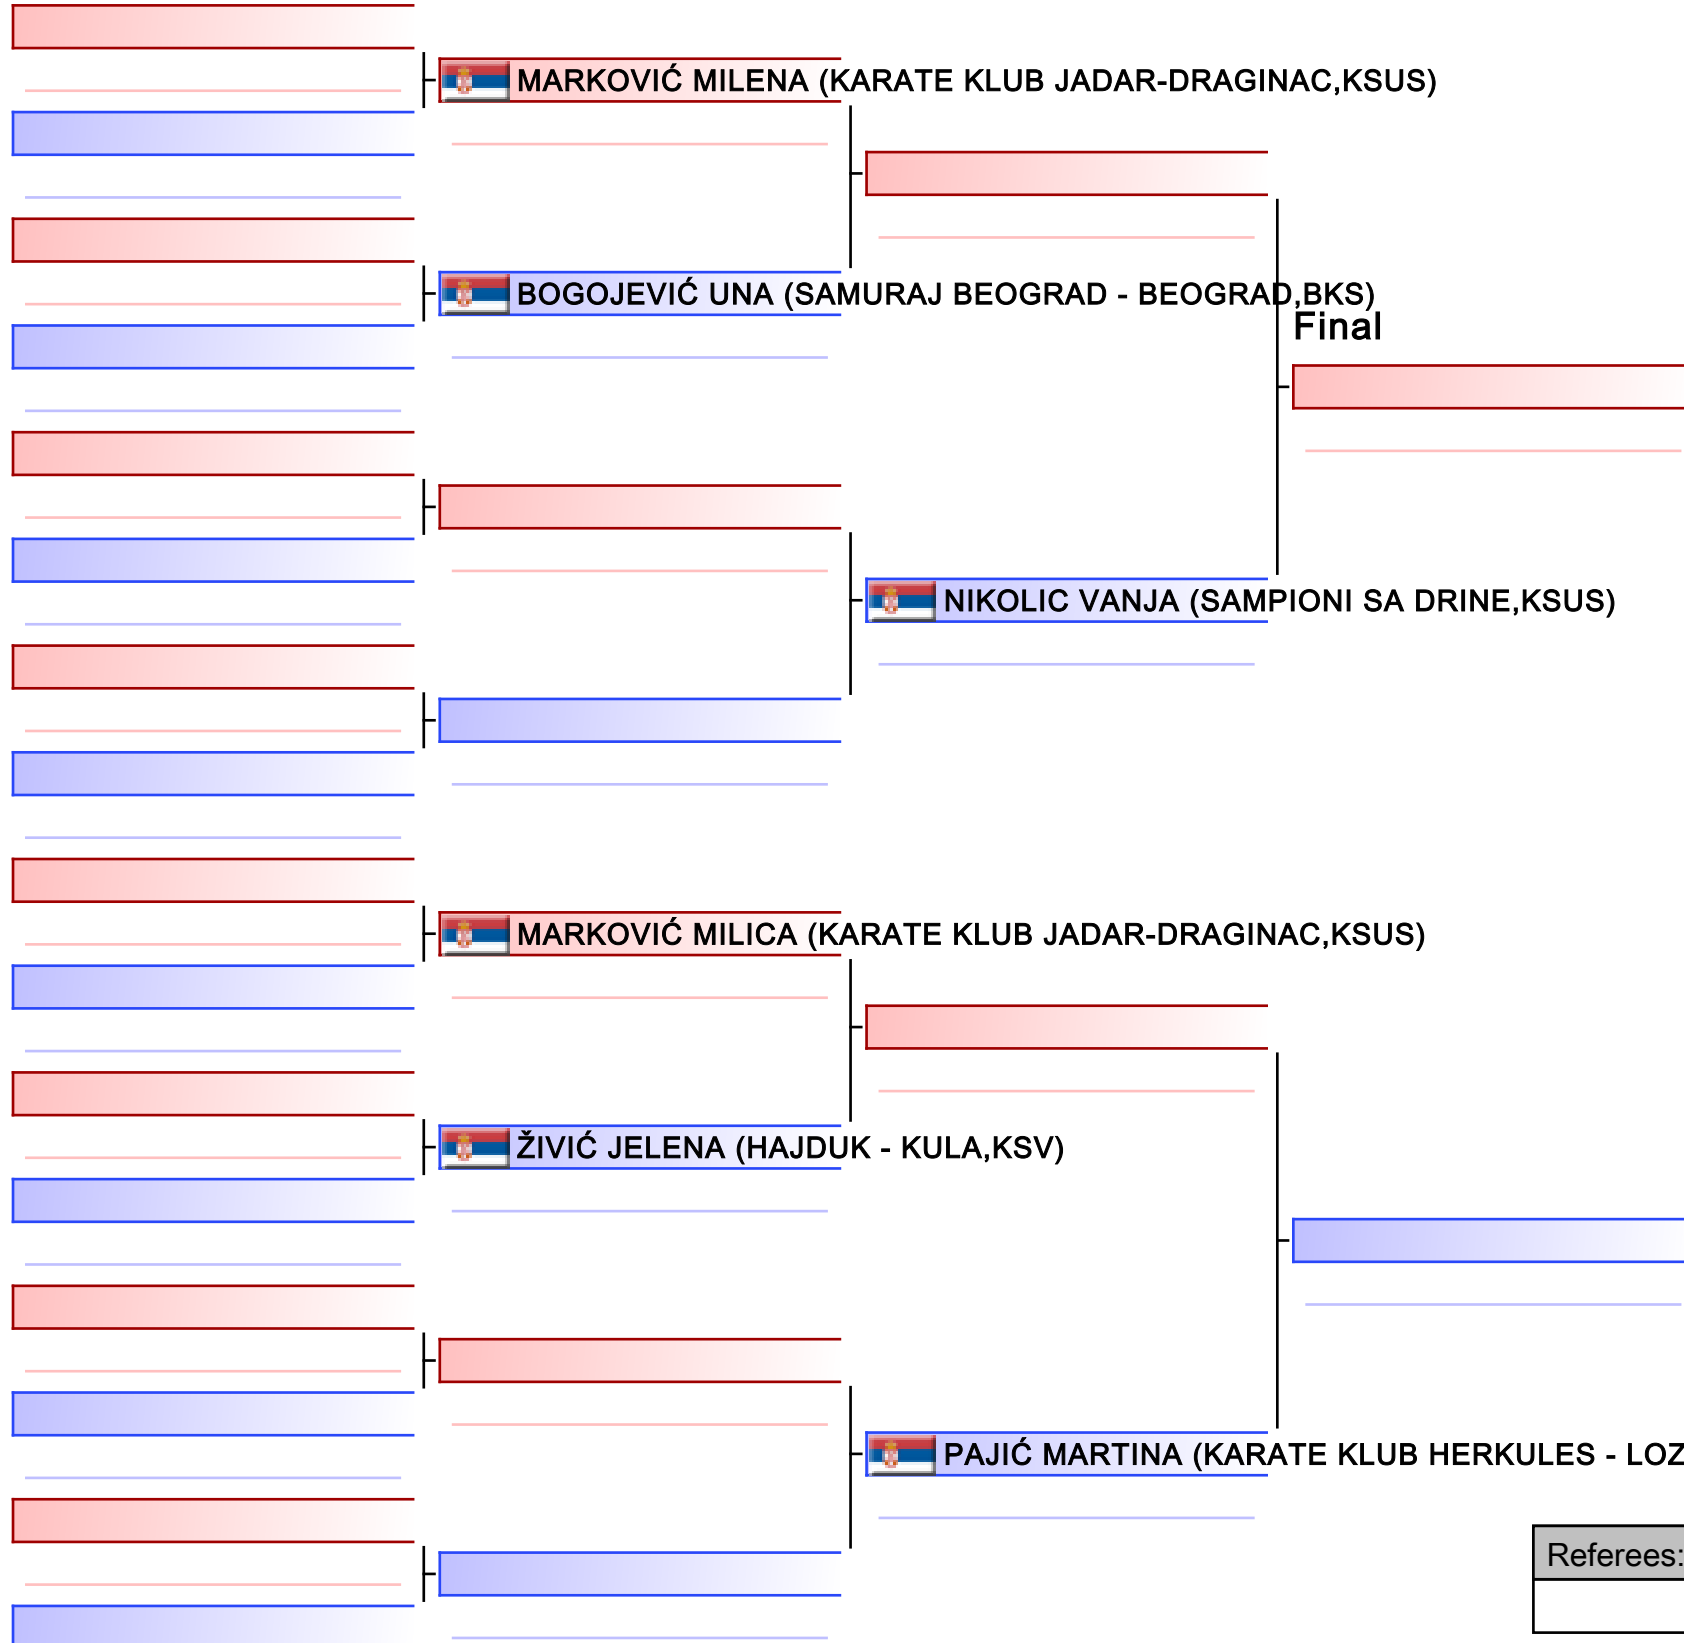 MARKOVIĆ MILENA (KARATE KLUB JADAR-DRAGINAC,KSUS)
BOGOJEVIĆ UNA (SAMURAJ BEOGRAD - BEOGRAD,BKS)
Final
NIKOLIC VANJA (SAMPIONI SA DRINE,KSUS)
MARKOVIĆ MILICA (KARATE KLUB JADAR-DRAGINAC,KSUS)
ŽIVIĆ JELENA (HAJDUK - KULA,KSV)
PAJIĆ MARTINA (KARATE KLUB HERKULES - LOZ
Referees: